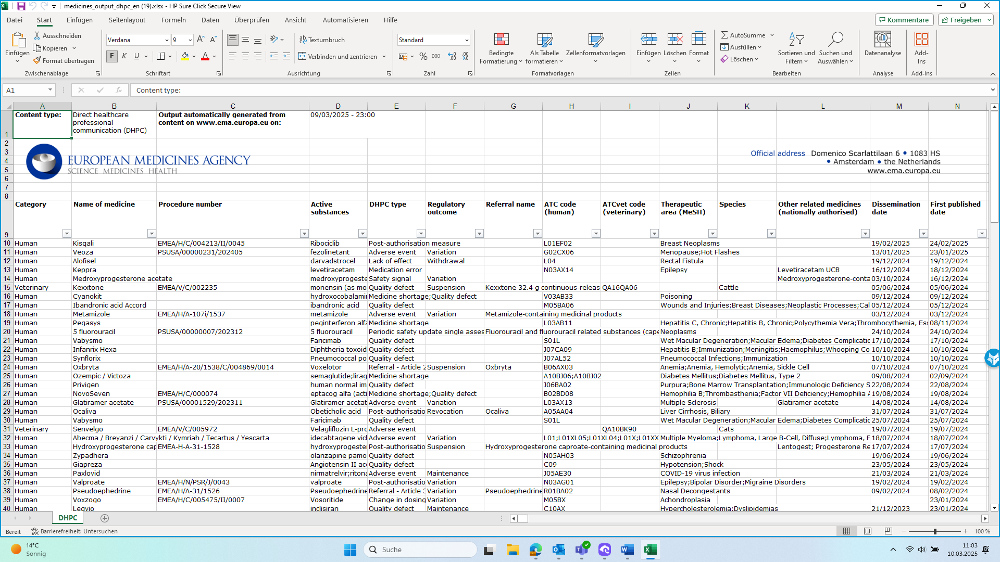 medicines_output_dhpc_en (19).xlsx - HP Sure Click Secure View
Datei Start Einfügen Seitenlayout Formeln Daten Überprüfen Ansicht Automatisieren Hilfe Kommentare Freigeben
Einfügen Ausschneiden Kopieren Format übertragen Zwischenablage
Verdana 9 F K U Schriftart
Textumbruch Verbinden und zentrieren Ausrichtung
Standard % 000 Zahl
Bedingte Formatierung Als Tabelle formatieren Zellenformatvorlagen Formatvorlagen
Einfügen Löschen Format Zellen
AutoSumme Ausfüllen Löschen Sortieren und Filtern Suchen und Auswählen Bearbeiten
Datenanalyse Analyse Add-Ins Add-Ins
A1 fx Content type:
A B C D E F G H I J K L M N
1 Content type: Direct healthcare professional communication (DHPC) Output automatically generated from content on www.ema.europa.eu on: 09/03/2025 - 23:00
2
3
4
5
6
7
8
EUROPEAN MEDICINES AGENCY
SCIENCE MEDICINES HEALTH
Official address Domenico Scarlattilaan 6 • 1083 HS
• Amsterdam • the Netherlands
www.ema.europa.eu
9 Category Name of medicine Procedure number Active substances DHPC type Regulatory outcome Referral name ATC code (human) ATCvet code (veterinary) Therapeutic area (MeSH) Species Other related medicines (nationally authorised) Dissemination date First published date
10 Human Kisqali EMEA/H/C/004213/II/0045 Ribociclib Post-authorisation measure L01EF02 Breast Neoplasms 19/02/2025 24/02/2025
11 Human Veoza PSUSA/00000231/202405 fezolinetant Adverse event Variation G02CX06 Menopause;Hot Flashes 13/01/2025 23/01/2025
12 Human Alofisel darvadstrocel Lack of effect Withdrawal L04 Rectal Fistula 19/12/2024 19/12/2024
13 Human Keppra levetiracetam Medication error N03AX14 Epilepsy Levetiracetam UCB 16/12/2024 18/12/2024
14 Human Medroxyprogesterone acetate medroxyprogeste Safety signal Variation Medroxyprogesterone-conta 03/10/2024 16/12/2024
15 Veterinary Kexxtone EMEA/V/C/002235 monensin (as mo Quality defect Suspension Kexxtone 32.4 g continuous-releas QA16QA06 Cattle 05/06/2024 05/06/2024
16 Human Cyanokit hydroxocobalamin Medicine shortage;Quality defect V03AB33 Poisoning 09/12/2024 09/12/2024
17 Human Ibandronic acid Accord ibandronic acid Quality defect M05BA06 Wounds and Injuries;Breast Diseases;Neoplastic Processes;Cal 05/12/2024 05/12/2024
18 Human Metamizole EMEA/H/A-107i/1537 metamizole Adverse event Variation Metamizole-containing medicinal products 03/12/2024 03/12/2024
19 Human Pegasys peginterferon alfa Medicine shortage L03AB11 Hepatitis C, Chronic;Hepatitis B, Chronic;Polycythemia Vera;Thrombocythemia, Ess 08/11/2024
20 Human 5 fluorouracil PSUSA/00000007/202312 5 fluorouracil Periodic safety update single asses Fluorouracil and fluorouracil related substances (cape Neoplasms 24/10/2024 24/10/2024
21 Human Vabysmo Faricimab Quality defect S01L Wet Macular Degeneration;Macular Edema;Diabetes Complicatio 17/10/2024 17/10/2024
22 Human Infanrix Hexa Diphtheria toxoid Quality defect J07CA09 Hepatitis B;Immunization;Meningitis;Haemophilus;Whooping Co 10/10/2024 10/10/2024
23 Human Synflorix Pneumococcal po Quality defect J07AL52 Pneumococcal Infections;Immunization 10/10/2024 10/10/2024
24 Human Oxbryta EMEA/H/A-20/1538/C/004869/0014 Voxelotor Referral - Article 2 Suspension Oxbryta B06AX03 Anemia;Anemia, Hemolytic;Anemia, Sickle Cell 07/10/2024 07/10/2024
25 Human Ozempic / Victoza semaglutide;lirag Medicine shortage A10BJ06;A10BJ02 Diabetes Mellitus;Diabetes Mellitus, Type 2 09/08/2024 02/09/2024
26 Human Privigen human normal im Quality defect J06BA02 Purpura;Bone Marrow Transplantation;Immunologic Deficiency S 22/08/2024 22/08/2024
27 Human NovoSeven EMEA/H/C/000074 eptacog alfa (acti Medicine shortage;Quality defect B02BD08 Hemophilia B;Thrombasthenia;Factor VII Deficiency;Hemophilia A 19/08/2024 19/08/2024
28 Human Glatiramer acetate PSUSA/00001529/202311 Glatiramer acetat Adverse event Variation L03AX13 Multiple Sclerosis Glatiramer acetate 14/08/2024 14/08/2024
29 Human Ocaliva Obeticholic acid Post-authorisatio Revocation Ocaliva A05AA04 Liver Cirrhosis, Biliary 31/07/2024 31/07/2024
30 Human Vabysmo Faricimab Quality defect S01L Wet Macular Degeneration;Macular Edema;Diabetes Complicatio 25/07/2024 25/07/2024
31 Veterinary Senvelgo EMEA/V/C/005972 Velagliflozin L-pro Adverse event QA10BK90 Cats 19/07/2024 19/07/2024
32 Human Abecma / Breyanzi / Carvykti / Kymriah / Tecartus / Yescarta idecabtagene vicl Adverse event Variation L01;L01XL05;L01XL04;L01X;L01XX Multiple Myeloma;Lymphoma, Large B-Cell, Diffuse;Lymphoma, F 18/07/2024 18/07/2024
33 Human Hydroxyprogesterone cap EMEA-H-A-31-1528 hydroxyprogester Post-authorisatio Suspension Hydroxyprogesterone caproate-containing medicinal products Lentogest; Progesterone Re 17/07/2024 17/07/2024
34 Human Zypadhera olanzapine pamo Quality defect N05AH03 Schizophrenia 19/06/2024 19/06/2024
35 Human Giapreza Angiotensin II ace Quality defect C09 Hypotension;Shock 23/05/2024 23/05/2024
36 Human Paxlovid nirmatrelvir;ritona Adverse event Maintenance J05AE30 COVID-19 virus infection 21/03/2024 21/03/2024
37 Human Valproate EMEA/H/N/PSR/J/0043 valproate Post-authorisatio Variation N03AG01 Epilepsy;Bipolar Disorder;Migraine Disorders 19/02/2024 19/02/2024
38 Human Pseudoephedrine EMEA/H/A-31/1526 Pseudoephedrine Referral - Article 3 Variation Pseudoephedrine R01BA02 Nasal Decongestants 09/02/2024 08/02/2024
39 Human Voxzogo EMEA/H/C/005475/II/0007 Vosoritide Change in dosing Variation M05BX Achondroplasia 23/01/2024
40 Human Leqvio inclisiran Quality defect Maintenance C10AX Hypercholesterolemia;Dyslipidemias 21/12/2023 23/01/2024
DHPC
Bereit Barrierefreiheit: Untersuchen 100 %
14°C Sonnig Suche 11:03 10.03.2025